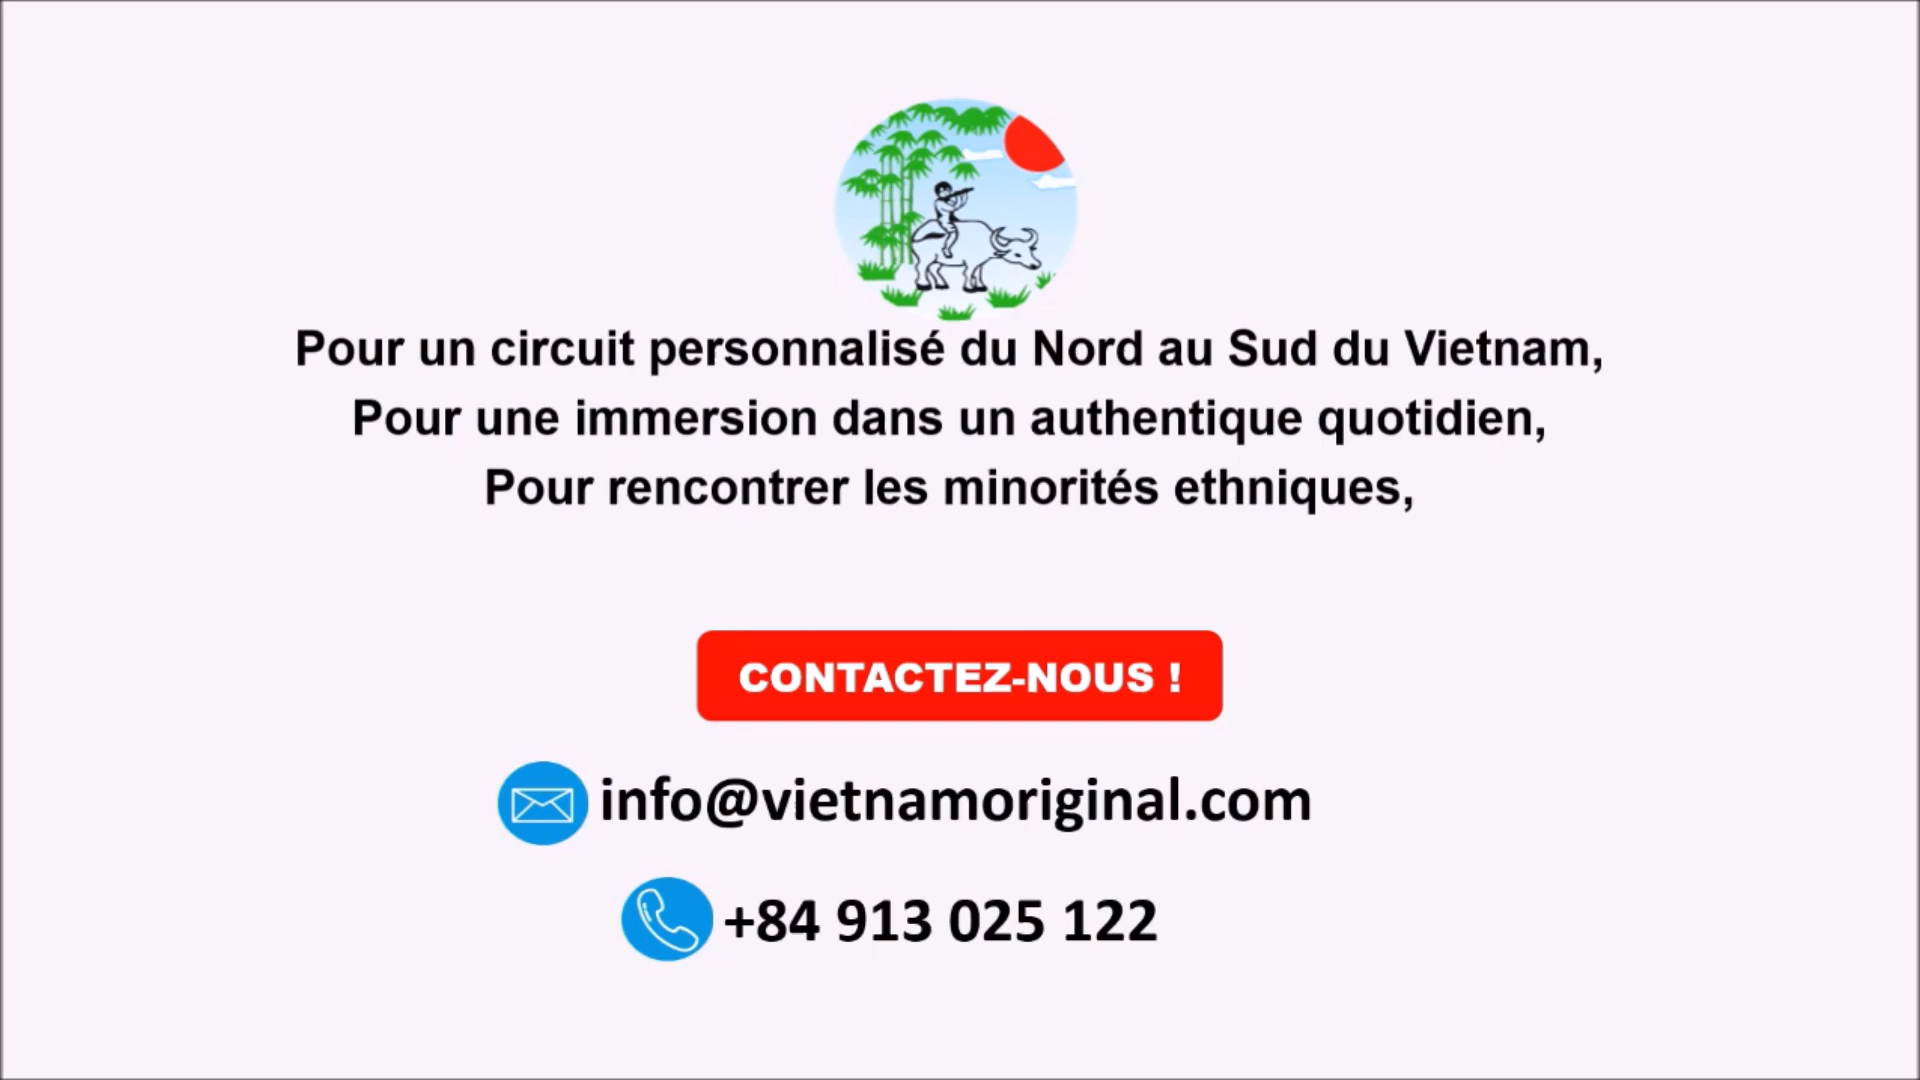 Pour un circuit personnalisé du Nord au Sud du Vietnam,
Pour une immersion dans un authentique quotidien,
Pour rencontrer les minorités ethniques,
CONTACTEZ-NOUS !
info@vietnamoriginal.com
+84 913 025 122